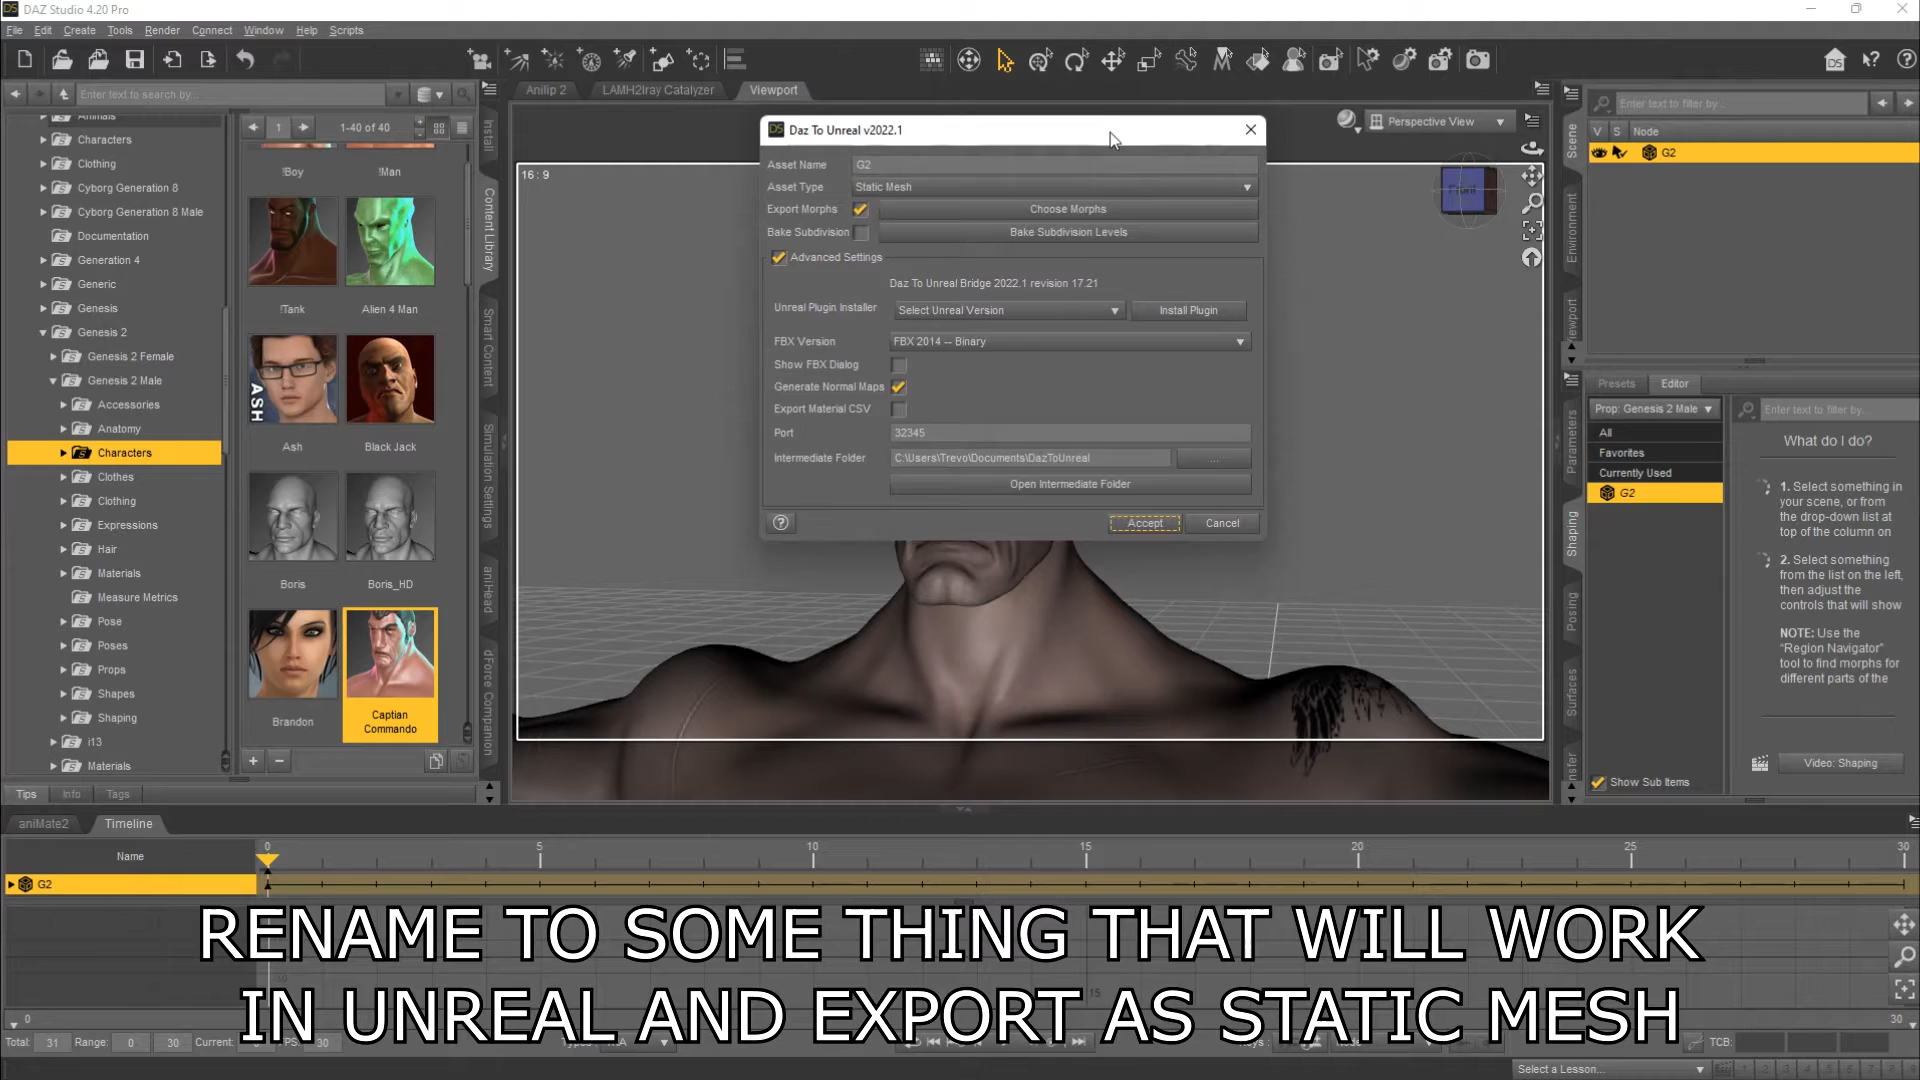 DAZ Studio 4.20 Pro
File Edit Create Tools Render Connect Window Help Scripts
Enter text to search by...
Animals
Characters
Clothing
Cyborg Generation 8
Cyborg Generation 8 Male
Documentation
Generation 4
Generic
Genesis
Genesis 2
Genesis 2 Female
Genesis 2 Male
Accessories
Anatomy
Characters
Clothes
Clothing
Expressions
Hair
Materials
Measure Metrics
Pose
Poses
Props
Shapes
Shaping
i13
Materials
Tips Info Tags
1 1-40 of 40
!Boy !Man
!Tank Alien 4 Man
ASH
Ash Black Jack
Boris Boris_HD
Brandon Captian
Commando
Install
Content Library
Smart Content
Simulation Settings
aniHead
dForce Companion
Anilip 2 LAMH2Iray Catalyzer Viewport
16 : 9
Perspective View
Front
Daz To Unreal v2022.1
Asset Name G2
Asset Type Static Mesh
Export Morphs Choose Morphs
Bake Subdivision Bake Subdivision Levels
Advanced Settings
Daz To Unreal Bridge 2022.1 revision 17.21
Unreal Plugin Installer Select Unreal Version Install Plugin
FBX Version FBX 2014 -- Binary
Show FBX Dialog
Generate Normal Maps
Export Material CSV
Port 32345
Intermediate Folder C:\Users\Trevo\Documents\DazToUnreal ...
Open Intermediate Folder
Accept Cancel
Scene
Environment
Viewport
Enter text to filter by...
V S Node
G2
Parameters
Shaping
Posing
Surfaces
Presets Editor
Prop: Genesis 2 Male
Enter text to filter by...
All
Favorites
Currently Used
G2
Show Sub Items
What do I do?
1. Select something in
your scene, or from
the drop-down list at
top of the column on
2. Select something
from the list on the left,
then adjust the
controls that will show
NOTE: Use the
"Region Navigator"
tool to find morphs for
different parts of the
Video: Shaping
aniMate2 Timeline
Name
0 5 10 15 20 25 30
G2
RENAME TO SOME THING THAT WILL WORK
IN UNREAL AND EXPORT AS STATIC MESH
0 15 30
Total: 31 Range: 0 30 Current: 30 TCB:
Select a Lesson...